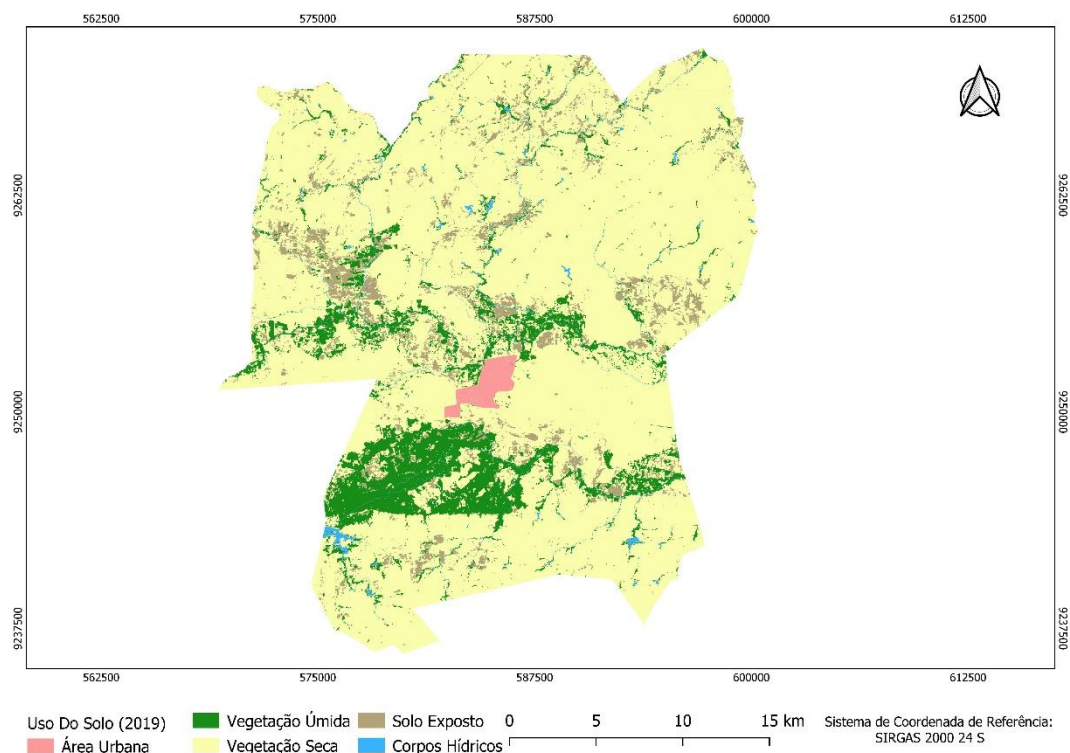 562500 575000 587500 600000 612500
9262500 9262500
9250000 9250000
9237500 9237500
562500 575000 587500 600000 612500
Uso Do Solo (2019)
Área Urbana
Vegetação Úmida
Vegetação Seca
Solo Exposto
Corpos Hídricos
0 5 10 15 km
Sistema de Coordenada de Referência:
SIRGAS 2000 24 S